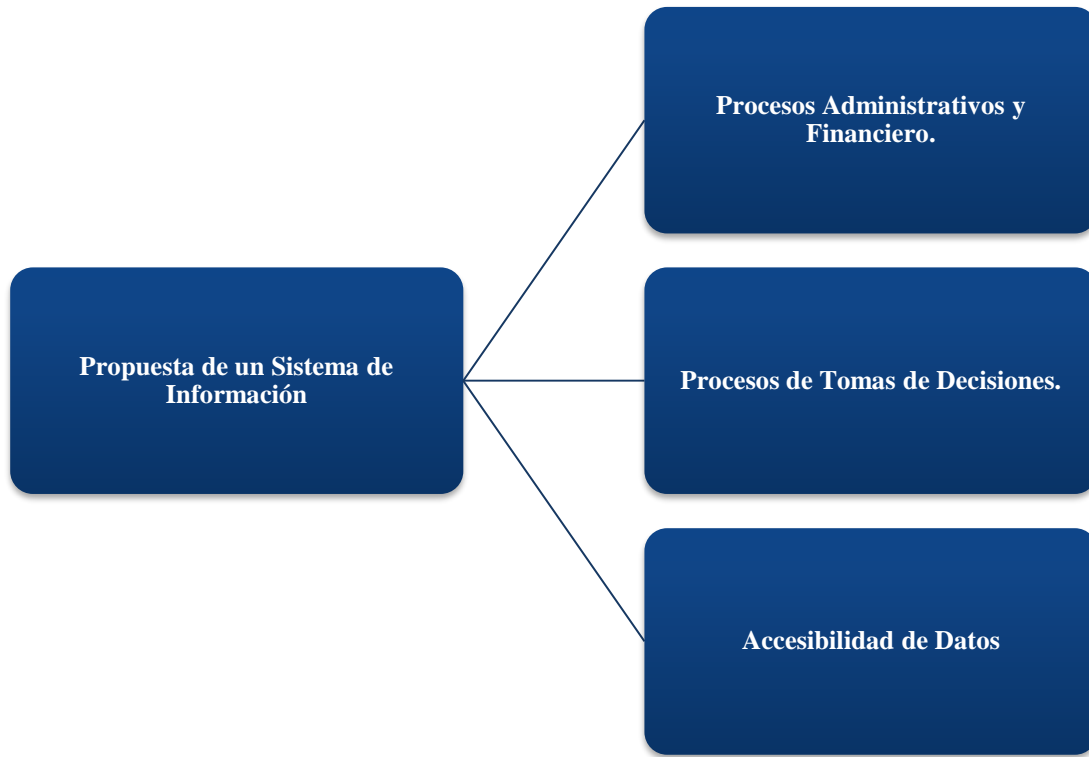 Procesos Administrativos y
Financiero.
Propuesta de un Sistema de
Información
Procesos de Tomas de Decisiones.
Accesibilidad de Datos